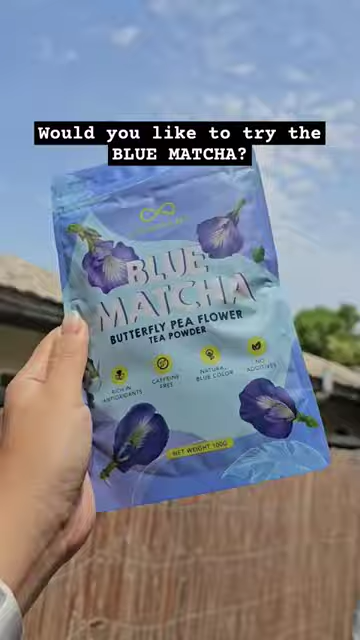 Would you like to try the
BLUE MATCHA?
BLUE
MATCHA
BUTTERFLY PEA FLOWER
TEA POWDER
RICH IN
ANTIOXIDANTS
CAFFEINE
FREE
NATURAL
BLUE COLOR
NO
ADDITIVES
NET WEIGHT 100G